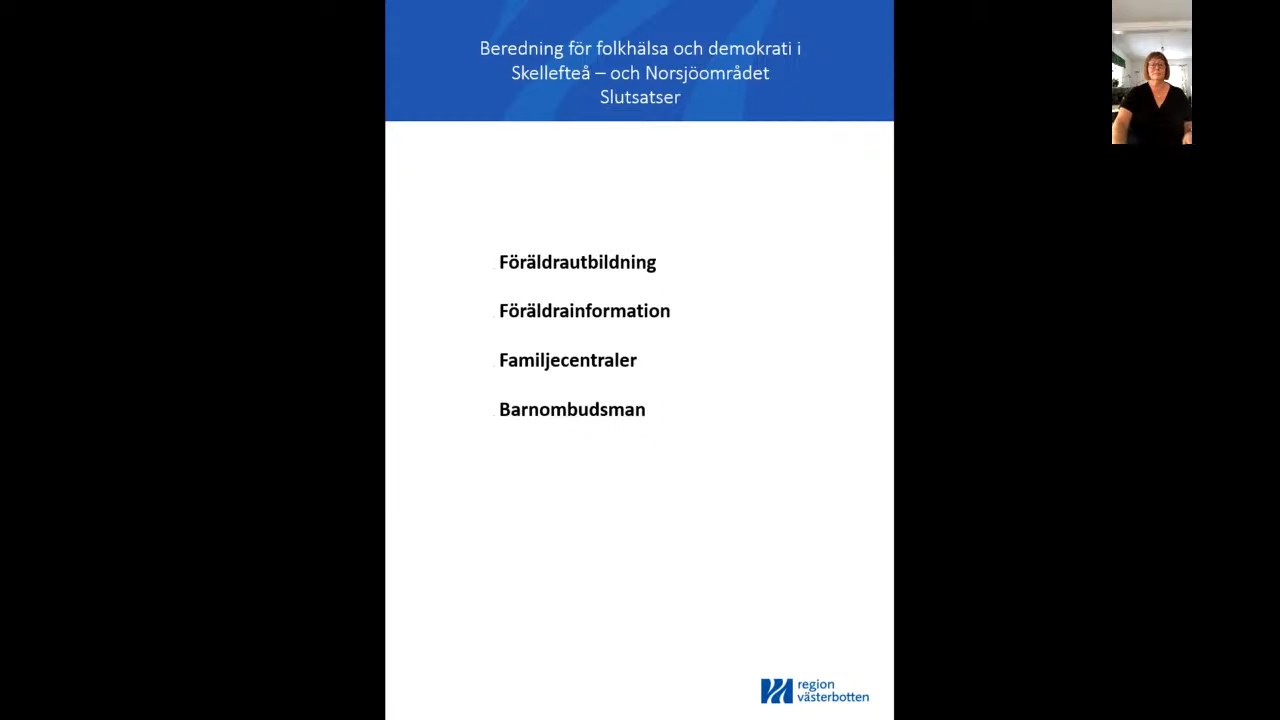 Beredning för folkhälsa och demokrati i
Skellefteå – och Norsjöområdet
Slutsatser
Föräldrautbildning
Föräldrainformation
Familjecentraler
Barnombudsman
region
västerbotten